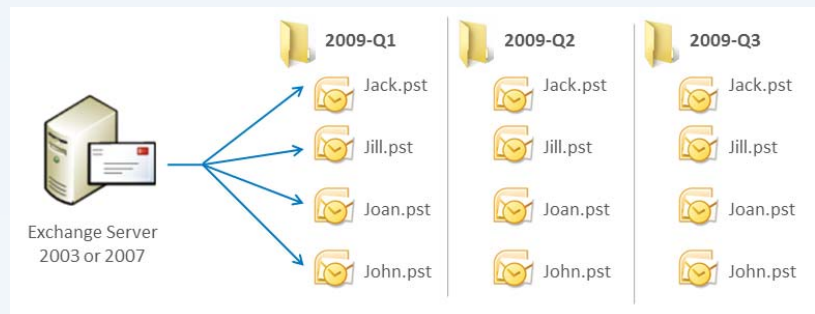 2009-Q1
2009-Q2
2009-Q3
Jack.pst
Jack.pst
Jack.pst
Jill.pst
Jill.pst
Jill.pst
Joan.pst
Joan.pst
Joan.pst
Exchange Server
2003 or 2007
John.pst
John.pst
John.pst